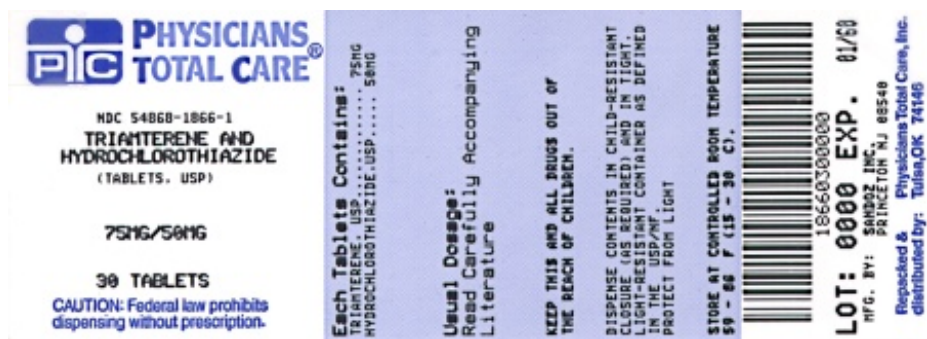 PTC
PHYSICIANS
TOTAL CARE®
NDC 54868-1866-1
TRIAMTERENE AND
HYDROCHLOROTHIAZIDE
(TABLETS, USP)
75MG/50MG
30 TABLETS
CAUTION: Federal law prohibits
dispensing without prescription.
Each Tablets Contains:
TRIAMTERENE, USP.......... 75MG
HYDROCHLOROTHIAZIDE,USP..... 50MG
Usual Dosage:
Read Carefully Accompanying
Literature
KEEP THIS AND ALL DRUGS OUT OF
THE REACH OF CHILDREN.
DISPENSE CONTENTS IN CHILD-RESISTANT
CLOSURE (AS REQUIRED) AND IN TIGHT.
LIGHT-RESISTANT CONTAINER AS DEFINED
IN THE USP/NF.
PROTECT FROM LIGHT
STORE AT CONTROLLED ROOM TEMPERATURE
59 - 86 F (15 - 30 C).
18666030000000
LOT: 0000 EXP. 01/60
MFG. BY: SANDOZ INC.
PRINCETON NJ 08540
Repacked & Physicians Total Care, Inc.
distributed by: Tulsa,OK 74146